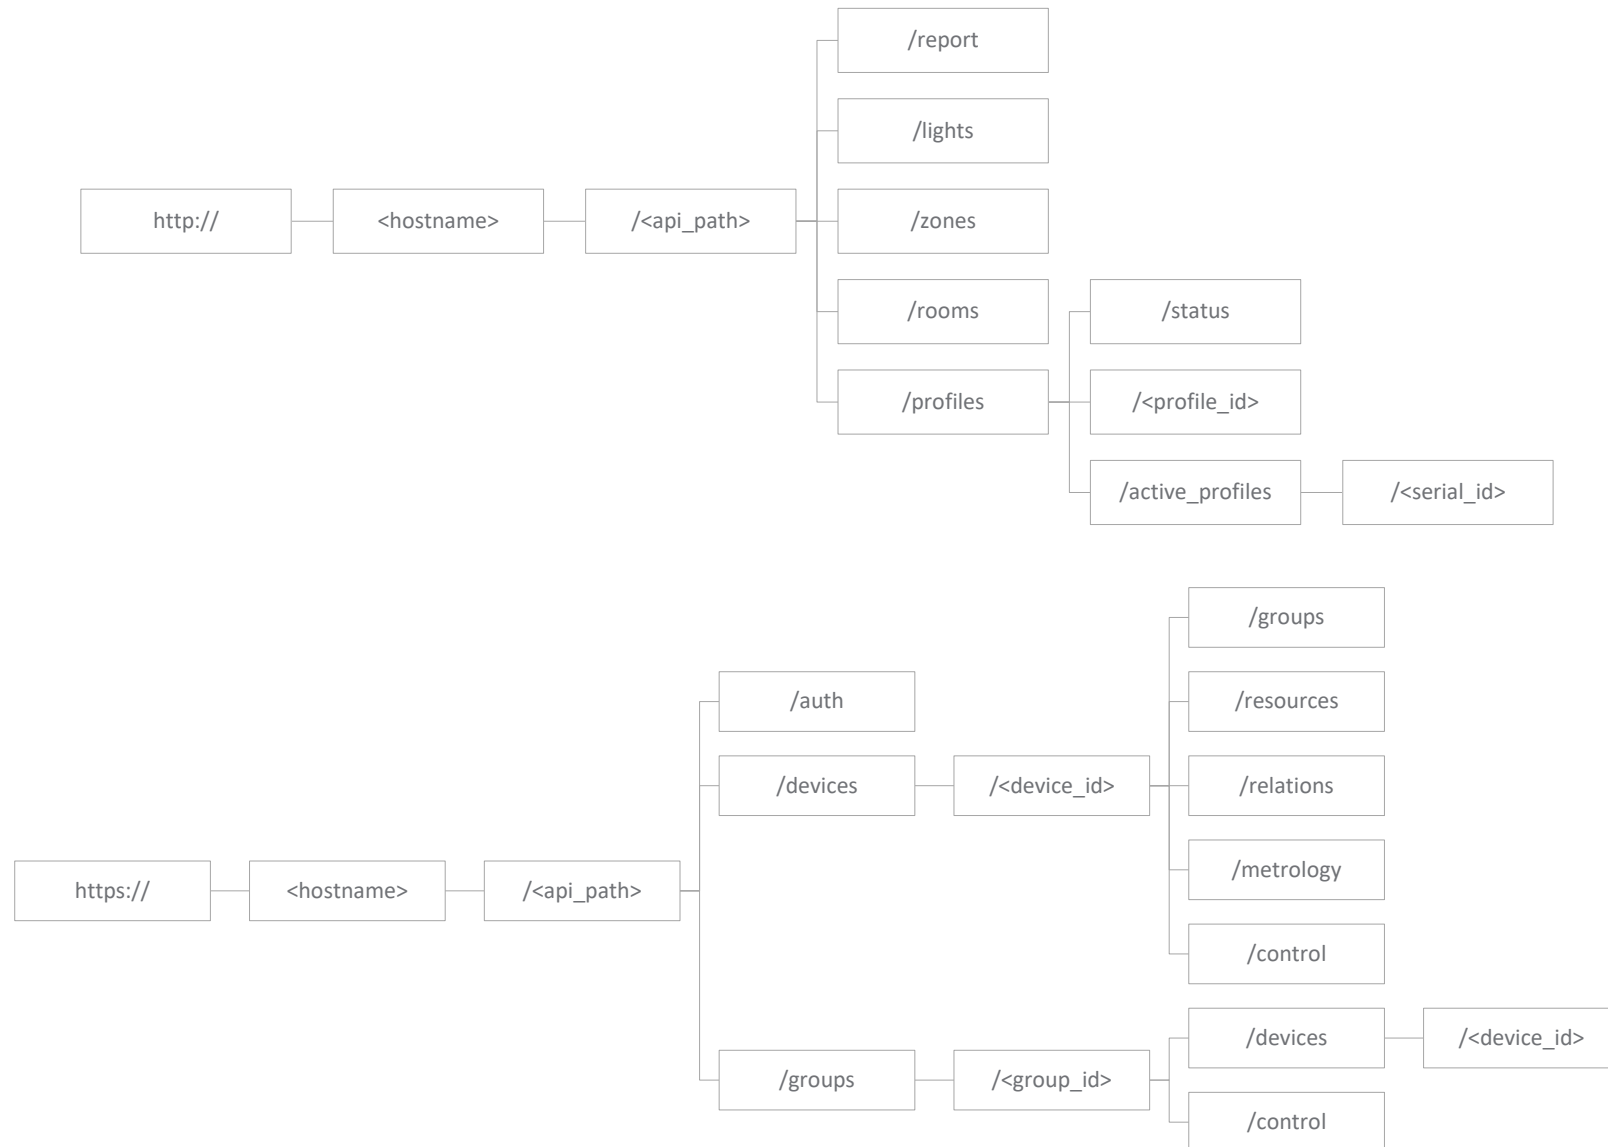 /report
/lights
http://
<hostname>
/<api_path>
/zones
/rooms
/status
/profiles
/<profile_id>
/active_profiles
/<serial_id>
/groups
/auth
/resources
/devices
/<device_id>
/relations
https://
<hostname>
/<api_path>
/metrology
/control
/devices
/<device_id>
/groups
/<group_id>
/control